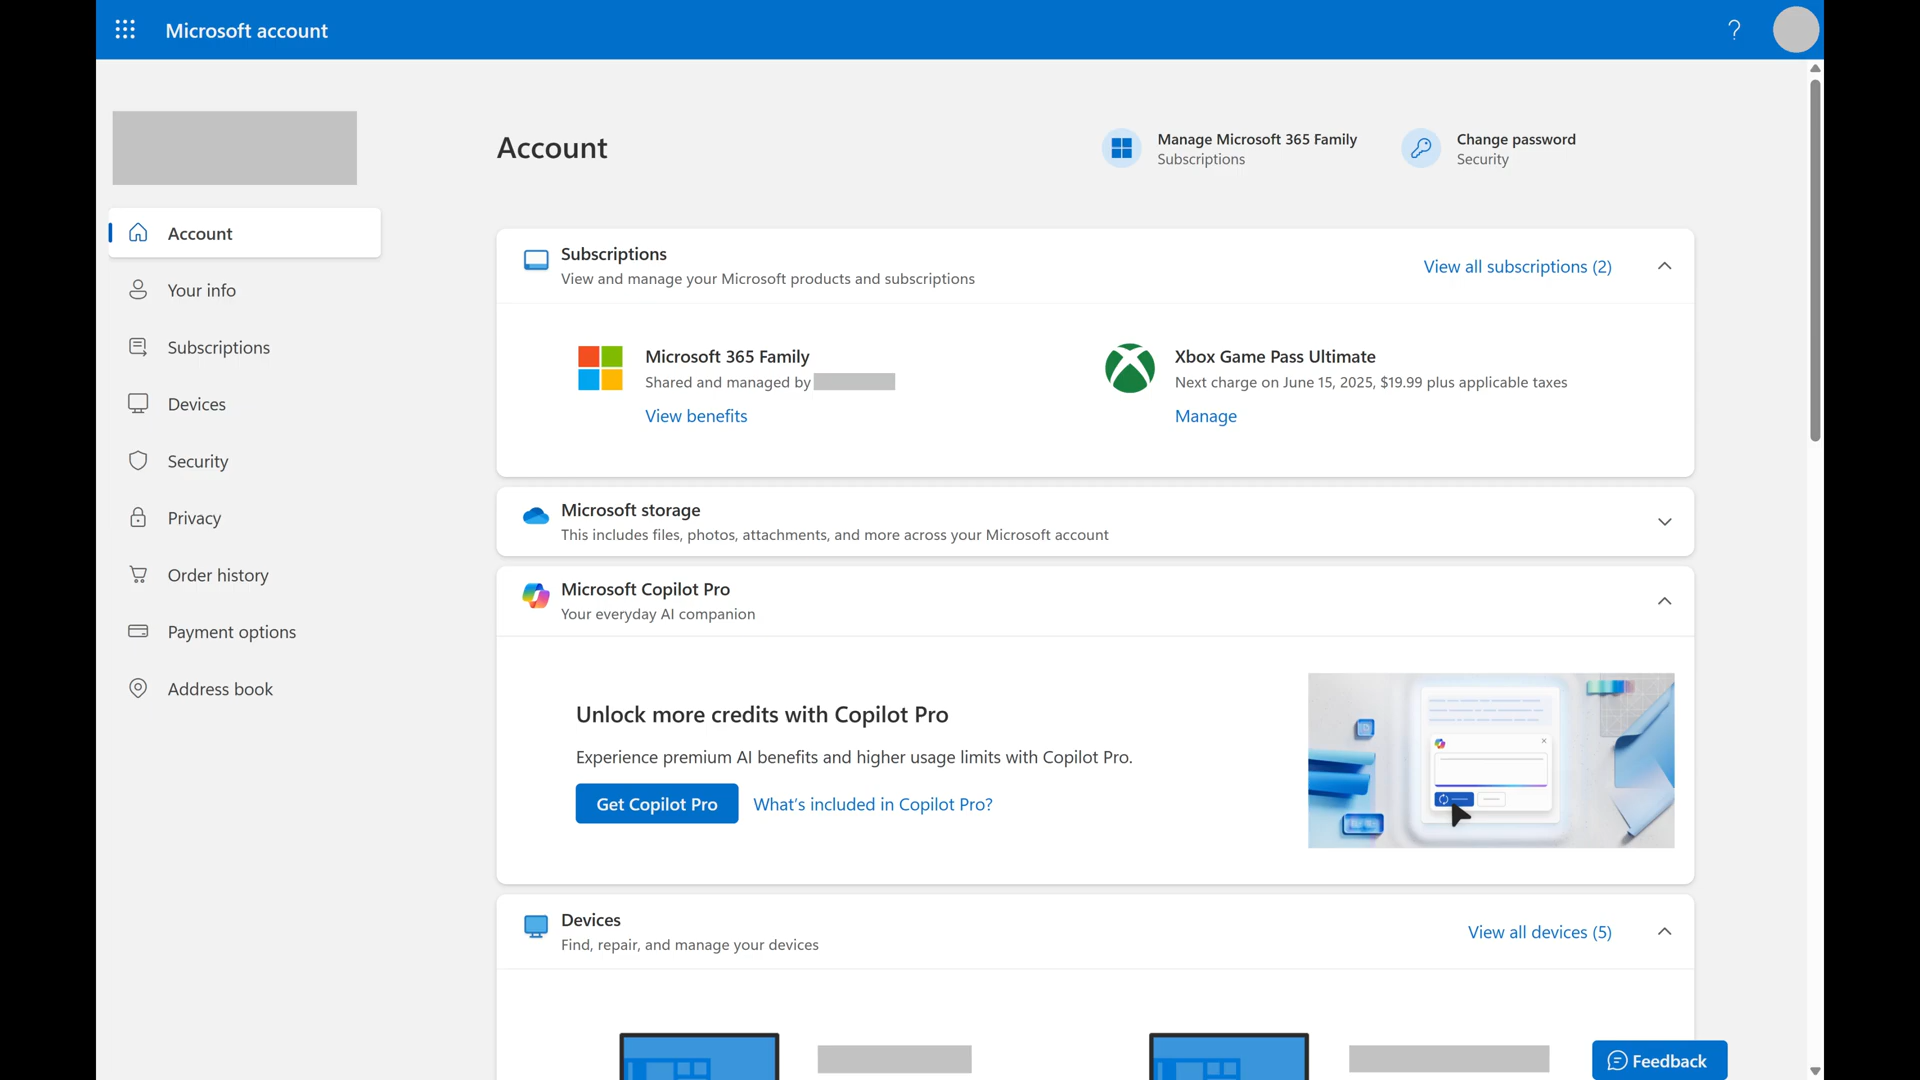 Microsoft account
?
Account
Your info
Subscriptions
Devices
Security
Privacy
Order history
Payment options
Address book
Account
Manage Microsoft 365 Family
Subscriptions
Change password
Security
Subscriptions
View and manage your Microsoft products and subscriptions
View all subscriptions (2)
Microsoft 365 Family
Shared and managed by
View benefits
Xbox Game Pass Ultimate
Next charge on June 15, 2025, $19.99 plus applicable taxes
Manage
Microsoft storage
This includes files, photos, attachments, and more across your Microsoft account
Microsoft Copilot Pro
Your everyday AI companion
Unlock more credits with Copilot Pro
Experience premium AI benefits and higher usage limits with Copilot Pro.
Get Copilot Pro
What's included in Copilot Pro?
Devices
Find, repair, and manage your devices
View all devices (5)
Feedback